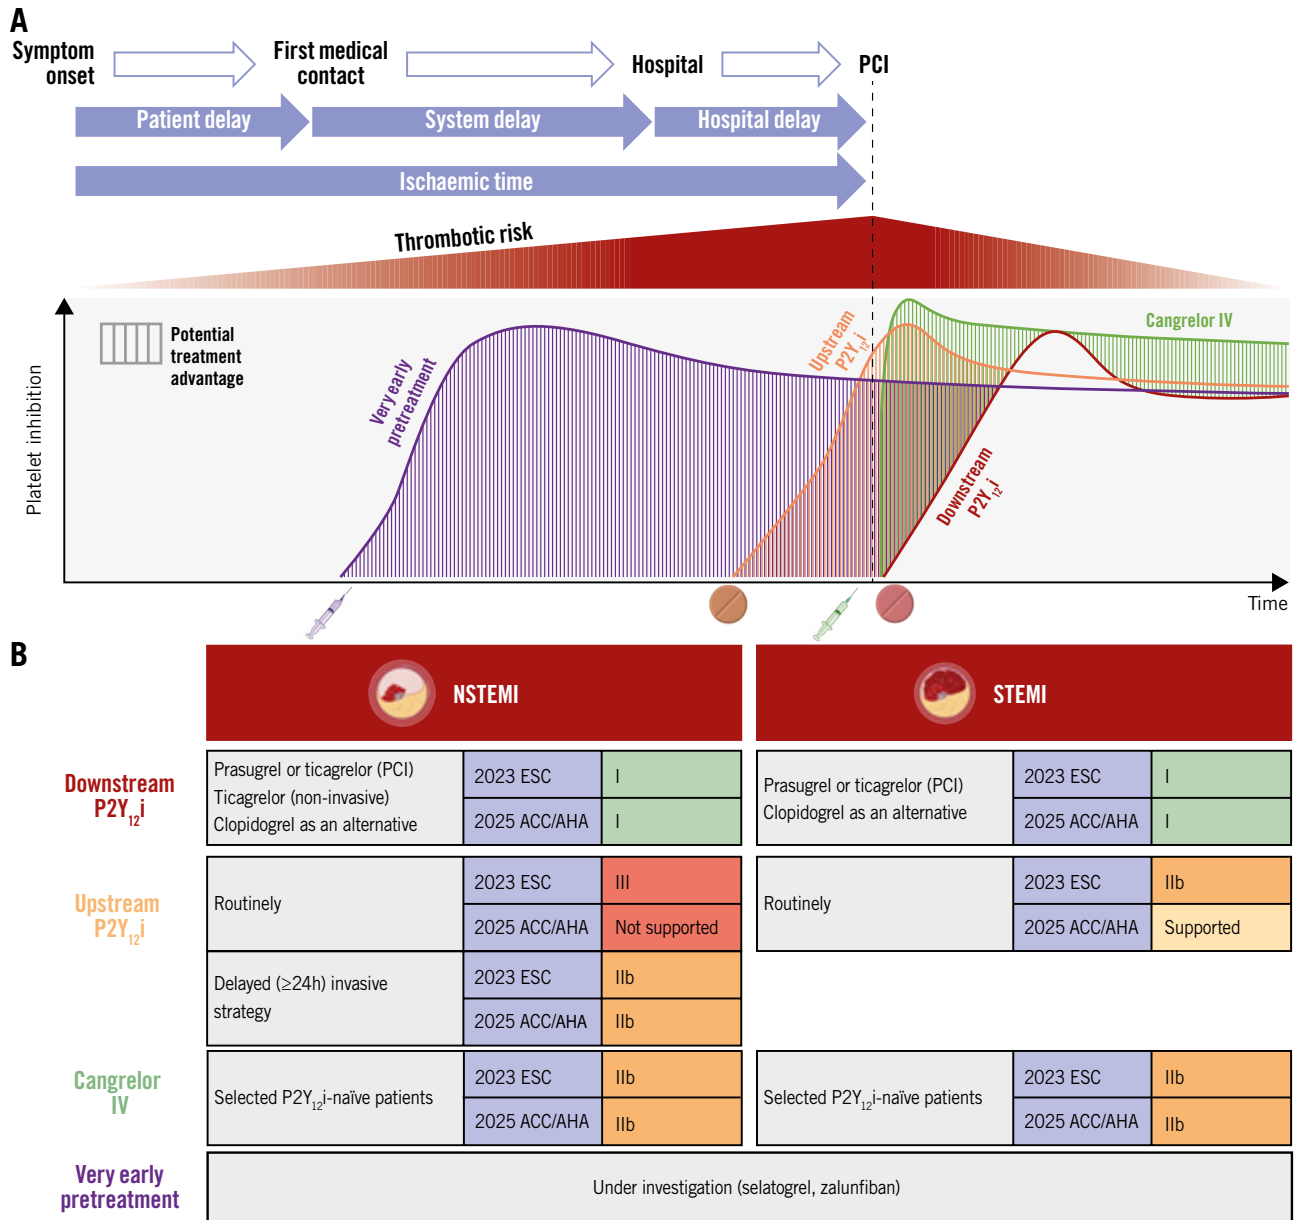 A
Symptom
onset
First medical
contact
Hospital
PCI
Patient delay
System delay
Hospital delay
Ischaemic time
Thrombotic risk
Potential
treatment
advantage
Very early
pretreatment
Upstream
P2Y₁₂i
Cangrelor IV
Downstream
P2Y₁₂i
Platelet inhibition
Time
B
NSTEMI
STEMI
Downstream
P2Y₁₂i
Prasugrel or ticagrelor (PCI)
Ticagrelor (non-invasive)
Clopidogrel as an alternative
2023 ESC
I
2025 ACC/AHA
I
Prasugrel or ticagrelor (PCI)
Clopidogrel as an alternative
2023 ESC
I
2025 ACC/AHA
I
Upstream
P2Y₁₂i
Routinely
2023 ESC
III
2025 ACC/AHA
Not supported
Routinely
2023 ESC
IIb
2025 ACC/AHA
Supported
Delayed (≥24h) invasive
strategy
2023 ESC
IIb
2025 ACC/AHA
IIb
Cangrelor
IV
Selected P2Y₁₂i-naïve patients
2023 ESC
IIb
2025 ACC/AHA
IIb
Selected P2Y₁₂i-naïve patients
2023 ESC
IIb
2025 ACC/AHA
IIb
Very early
pretreatment
Under investigation (selatogrel, zalunfiban)